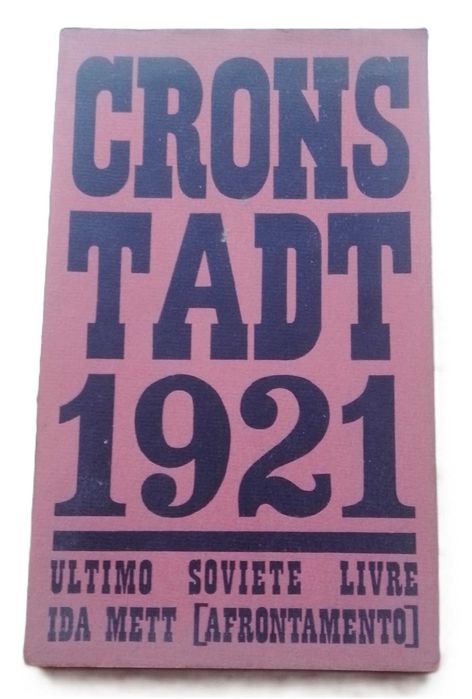 CRONS
TADT
1921
ULTIMO SOVIETE LIVRE
IDA METT [AFRONTAMENTO]